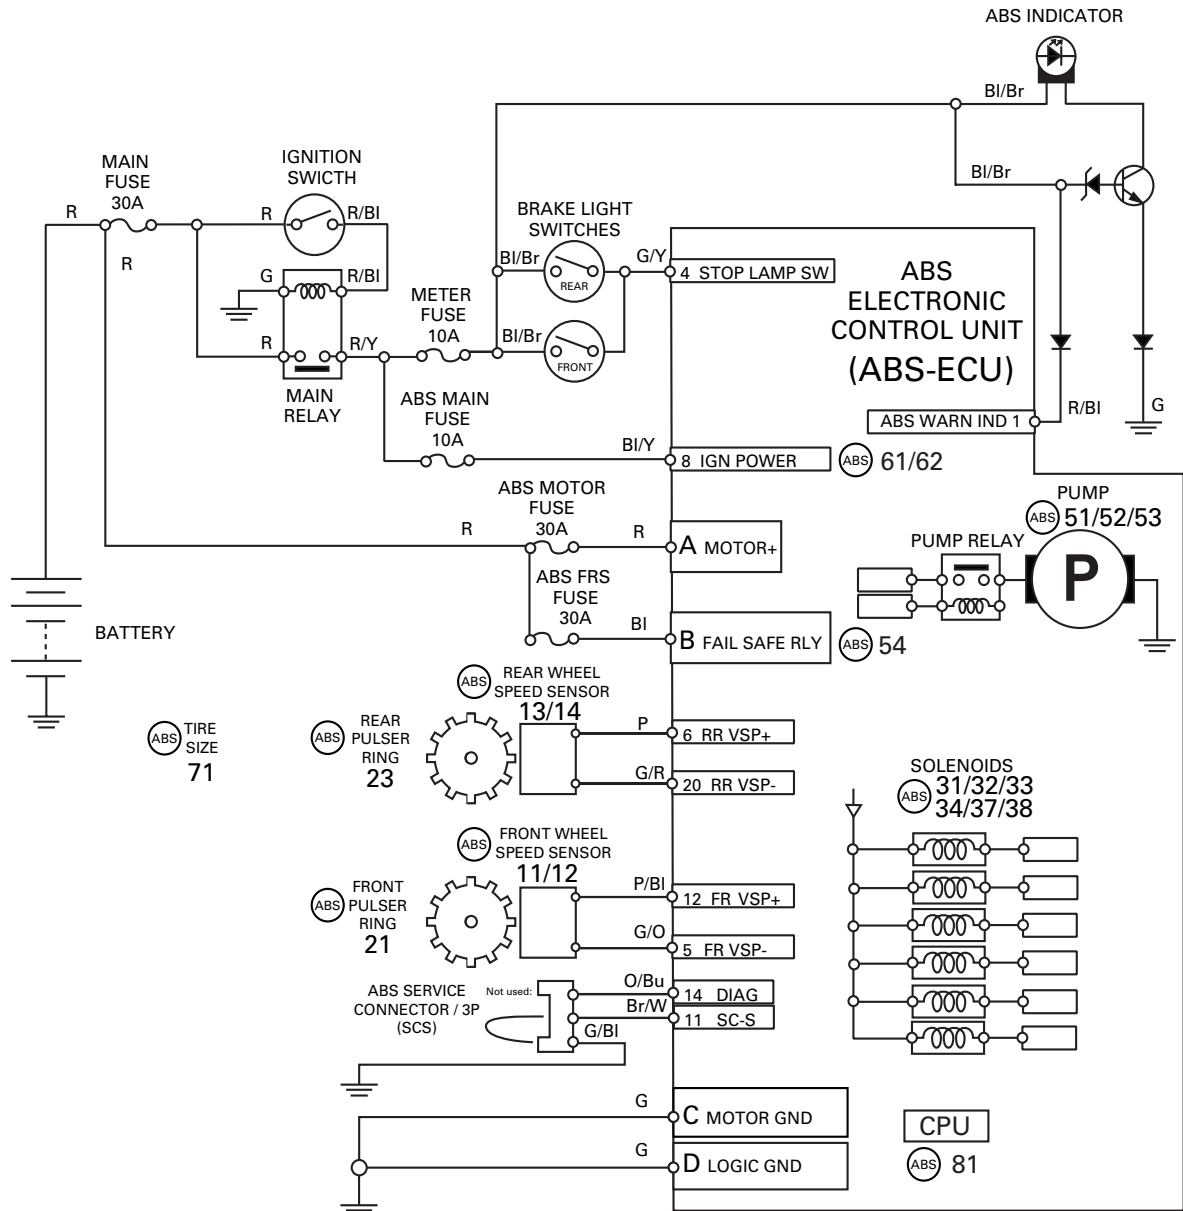 ABS INDICATOR
Bl/Br
MAIN
FUSE
30A
IGNITION
SWICTH
Bl/Br
R
R
R/Bl
BRAKE LIGHT
SWITCHES
R
G
R/Bl
METER
FUSE
10A
Bl/Br
REAR
G/Y
4 STOP LAMP SW
ABS
ELECTRONIC
CONTROL UNIT
(ABS-ECU)
R
R/Y
Bl/Br
FRONT
MAIN
RELAY
ABS MAIN
FUSE
10A
R/Bl
G
ABS WARN IND 1
Bl/Y
8 IGN POWER
ABS 61/62
ABS MOTOR
FUSE
30A
R
R
A MOTOR+
PUMP
ABS 51/52/53
PUMP RELAY
P
ABS FRS
FUSE
30A
Bl
B FAIL SAFE RLY
ABS 54
BATTERY
ABS REAR WHEEL
SPEED SENSOR
13/14
ABS TIRE
SIZE
71
ABS REAR
PULSER
RING
23
P
6 RR VSP+
G/R
20 RR VSP-
SOLENOIDS
ABS 31/32/33
34/37/38
ABS FRONT WHEEL
SPEED SENSOR
11/12
ABS FRONT
PULSER
RING
21
P/Bl
12 FR VSP+
G/O
5 FR VSP-
ABS SERVICE
CONNECTOR / 3P
(SCS)
Not used:
O/Bu
14 DIAG
Br/W
11 SC-S
G/Bl
G
C MOTOR GND
CPU
G
D LOGIC GND
ABS 81